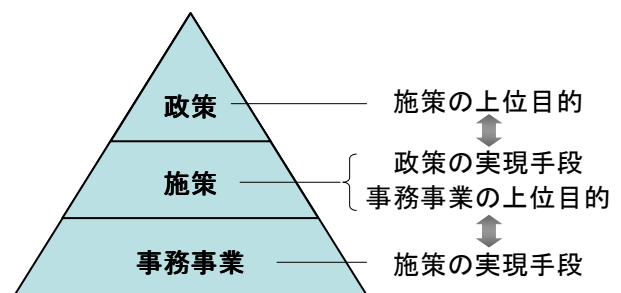 政策
施策の上位目的
施策
政策の実現手段
事務事業の上位目的
事務事業
施策の実現手段